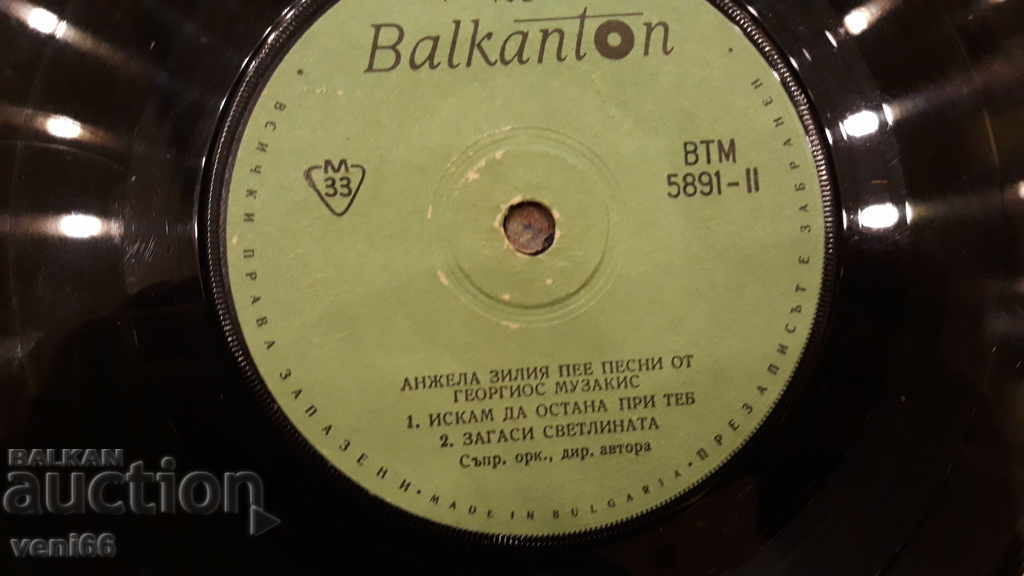 Balkanton
М
33
ВТМ
5891-II
АНЖЕЛА ЗИЛИЯ ПЕЕ ПЕСНИ ОТ
ГЕОРГИОС МУЗАКИС
1. ИСКАМ ДА ОСТАНА ПРИ ТЕБ
2. ЗАГАСИ СВЕТЛИНАТА
Съпр. орк., дир. автора
ВСИЧКИ ПРАВА ЗАПАЗЕНИ · MADE IN BULGARIA · ПРЕЗАПИСЪТ Е ЗАБРАНЕН
BALKAN
auction
veni66